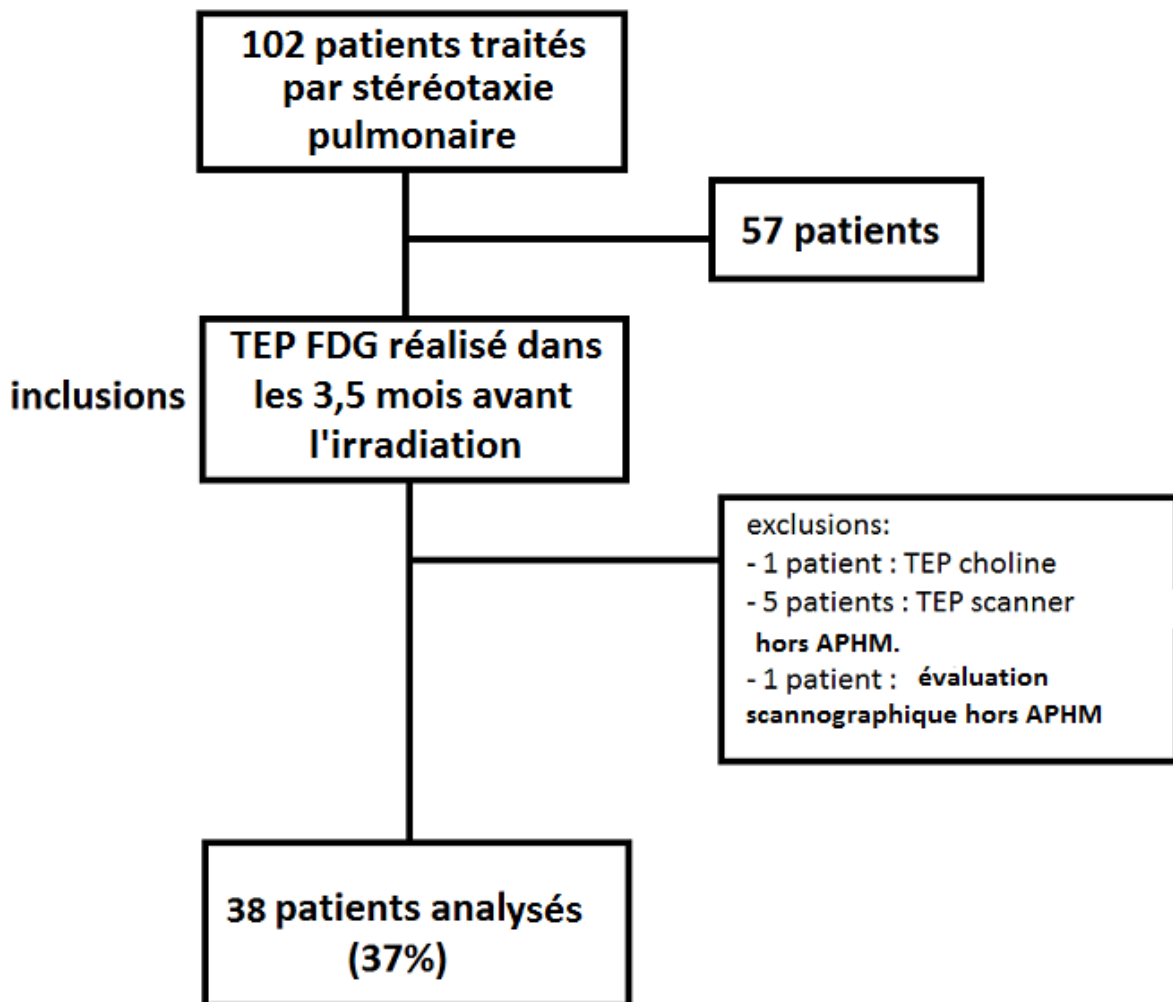 102 patients traités
par stéréotaxie
pulmonaire
57 patients
inclusions
TEP FDG réalisé dans
les 3,5 mois avant
l'irradiation
exclusions:
- 1 patient : TEP choline
- 5 patients : TEP scanner
hors APHM.
- 1 patient : évaluation
scannographique hors APHM
38 patients analysés
(37%)